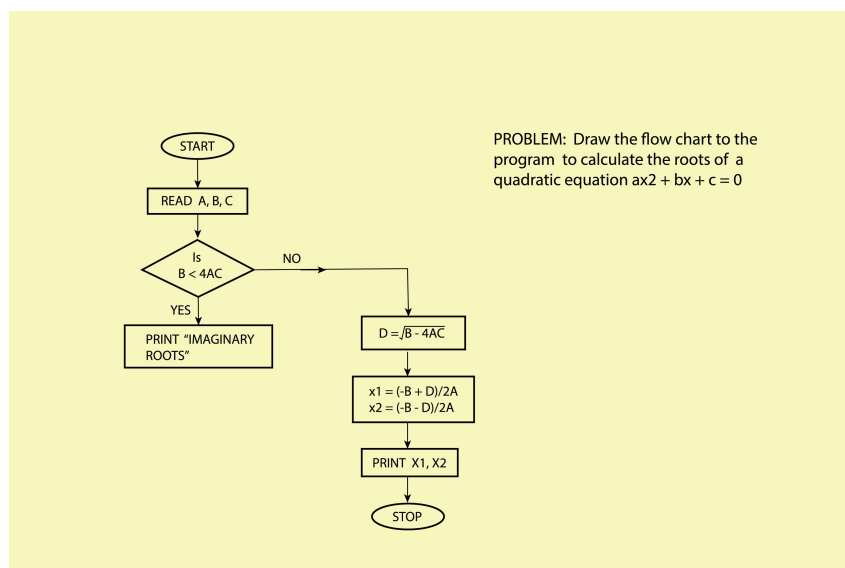 PROBLEM: Draw the flow chart to the
program to calculate the roots of a
quadratic equation ax2 + bx + c = 0
START
READ A, B, C
Is
B < 4AC
NO
YES
PRINT "IMAGINARY
ROOTS"
D =√B - 4AC
x1 = (-B + D)/2A
x2 = (-B - D)/2A
PRINT X1, X2
STOP